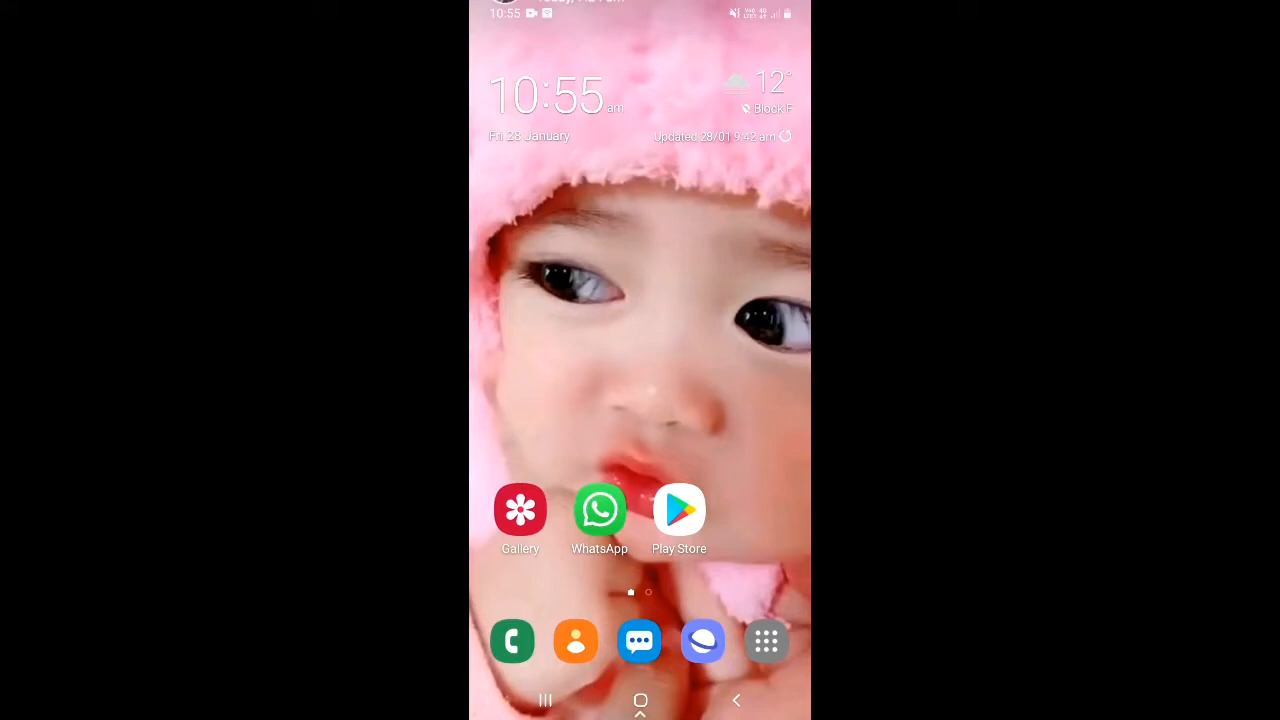 10:55
10:55 am
12°
Block F
Fri 28 January
Updated 28/01 9:42 am
Gallery
WhatsApp
Play Store